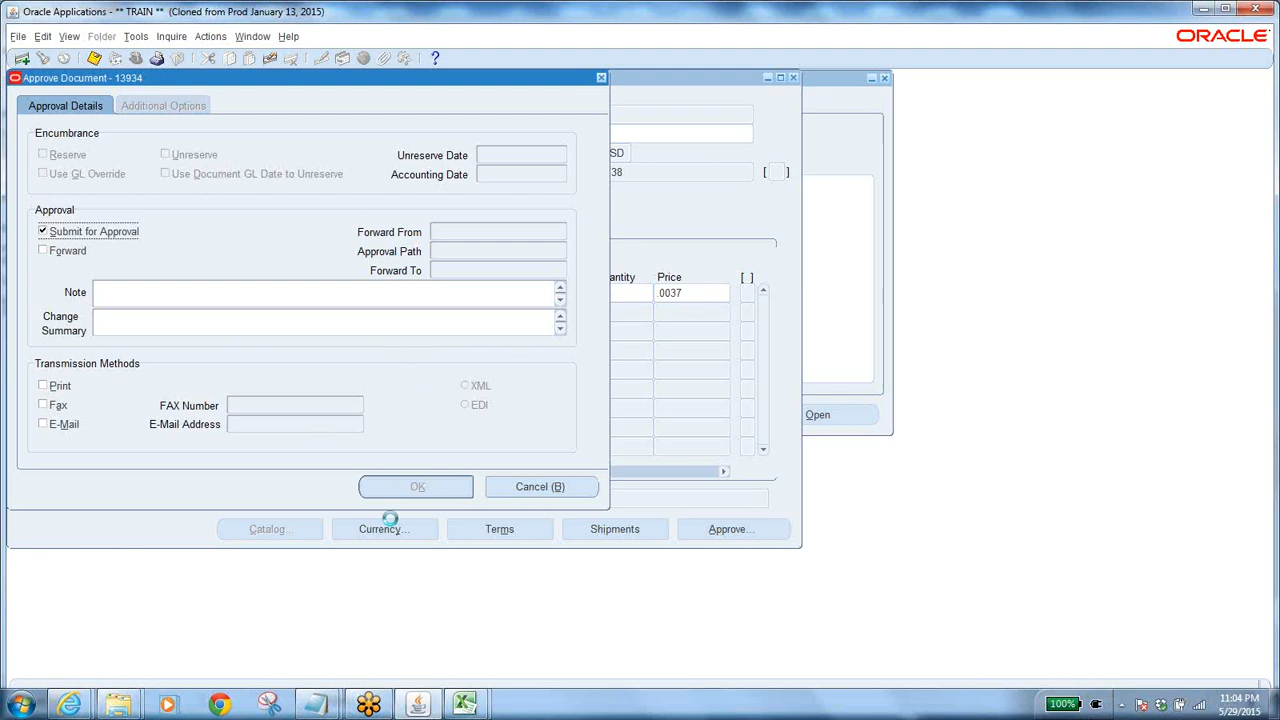 Oracle Applications - ** TRAIN ** (Cloned from Prod January 13, 2015)
File Edit View Folder Tools Inquire Actions Window Help
ORACLE
Approve Document - 13934
Approval Details Additional Options
Encumbrance
Reserve Unreserve Unreserve Date
Use GL Override Use Document GL Date to Unreserve Accounting Date
Approval
Submit for Approval Forward From
Forward Approval Path
Forward To
Note
Change
Summary
Transmission Methods
Print XML
Fax FAX Number EDI
E-Mail E-Mail Address
OK Cancel (B)
SD
38 [ ]
antity Price [ ]
.0037
Open
Catalog... Currency... Terms Shipments Approve...
100% 11:04 PM
5/29/2015